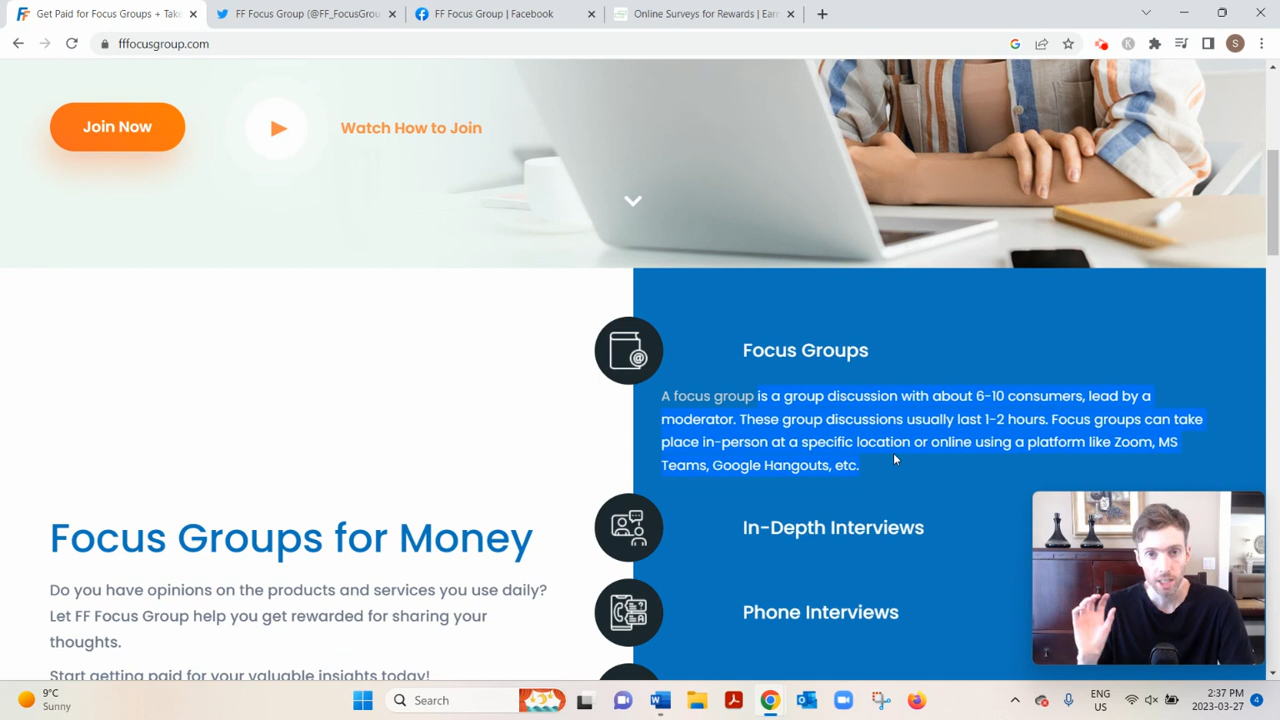 Get Paid for Focus Groups + Take
FF Focus Group (@FF_FocusGrou
FF Focus Group | Facebook
Online Surveys for Rewards | Earn
fffocusgroup.com
S
Join Now
Watch How to Join
Focus Groups
A focus group is a group discussion with about 6-10 consumers, lead by a
moderator. These group discussions usually last 1-2 hours. Focus groups can take
place in-person at a specific location or online using a platform like Zoom, MS
Teams, Google Hangouts, etc.
In-Depth Interviews
Focus Groups for Money
Do you have opinions on the products and services you use daily?
Let FF Focus Group help you get rewarded for sharing your
thoughts.
Start getting paid for your valuable insights today!
Phone Interviews
9°C
Sunny
Search
ENG
US
2:37 PM
2023-03-27
4